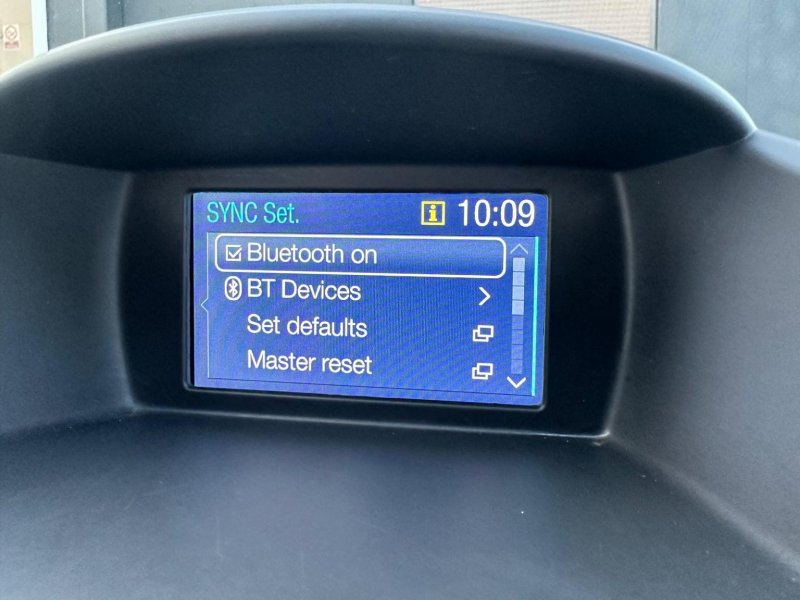 SYNC Set. i 10:09
Bluetooth on
BT Devices
Set defaults
Master reset